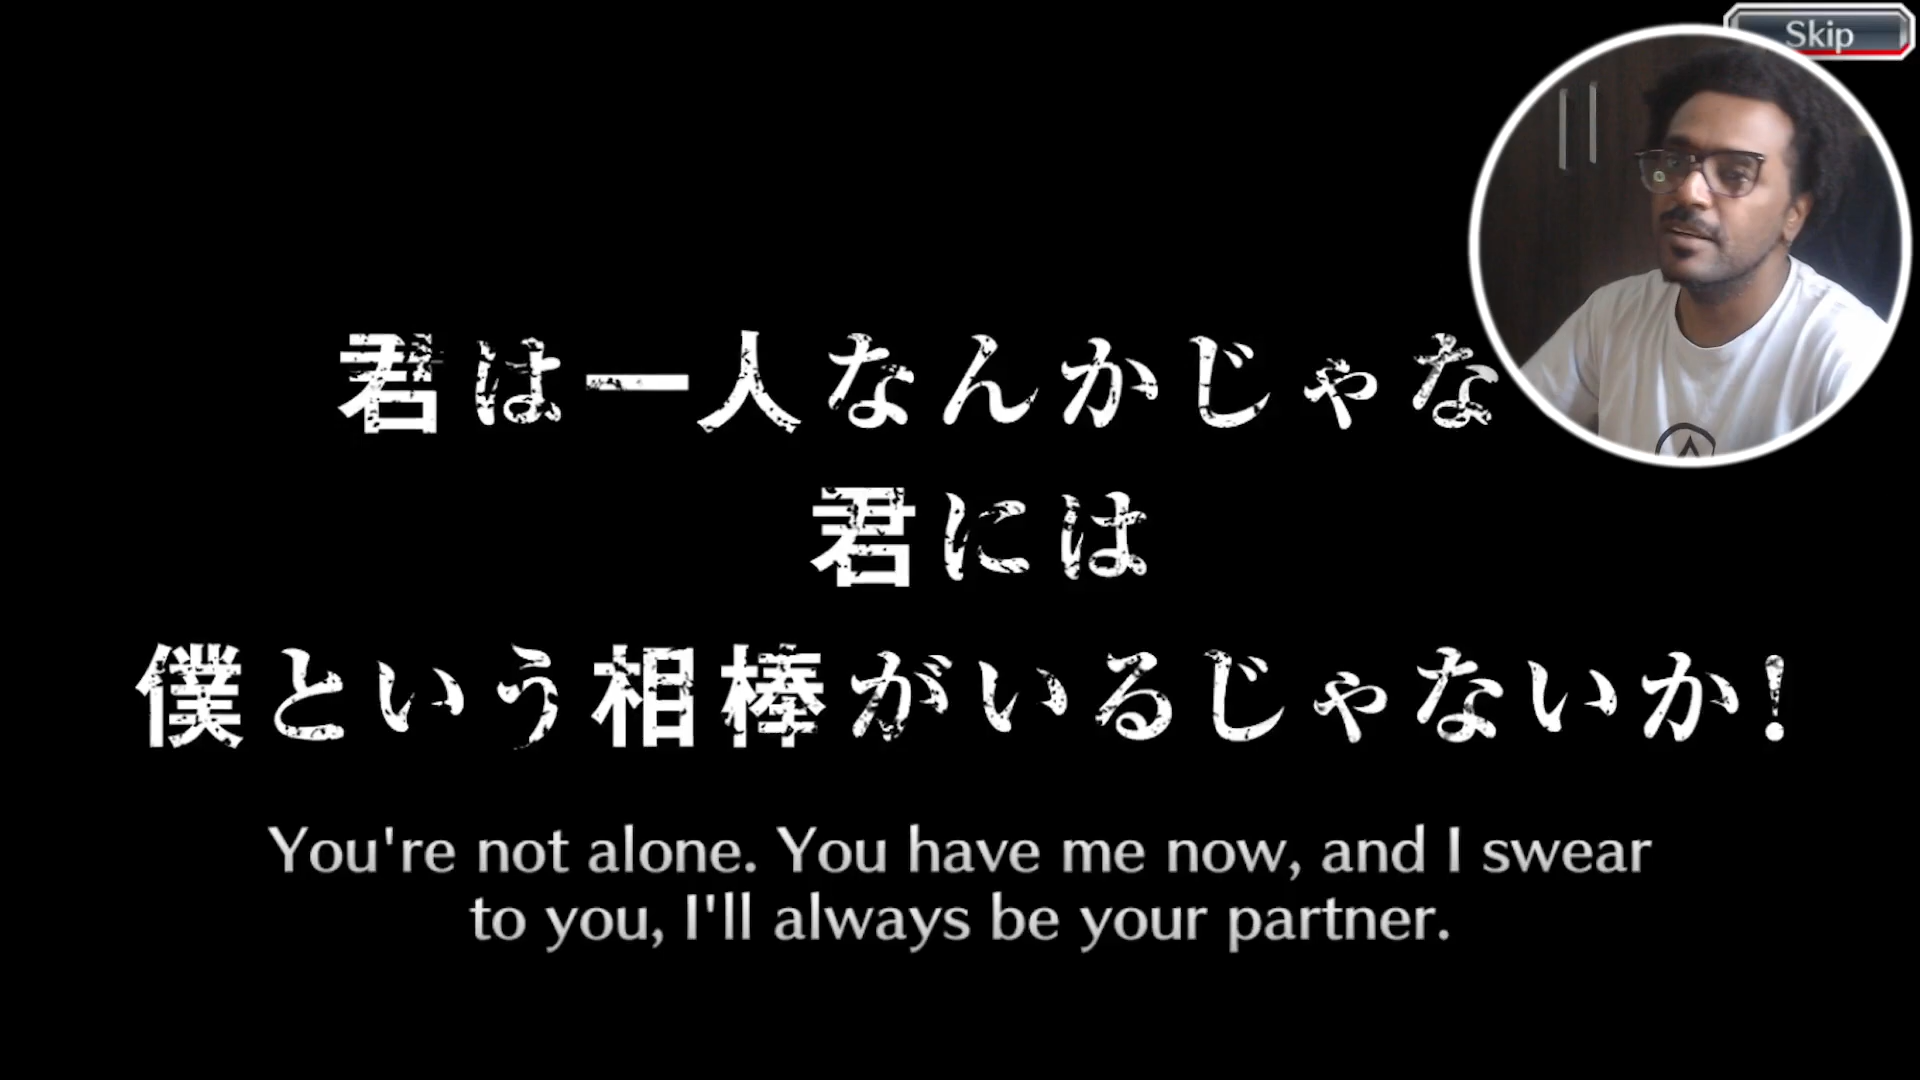 Skip
君は一人なんかじゃな
君には
僕という相棒がいるじゃないか!
You're not alone. You have me now, and I swear
to you, I'll always be your partner.